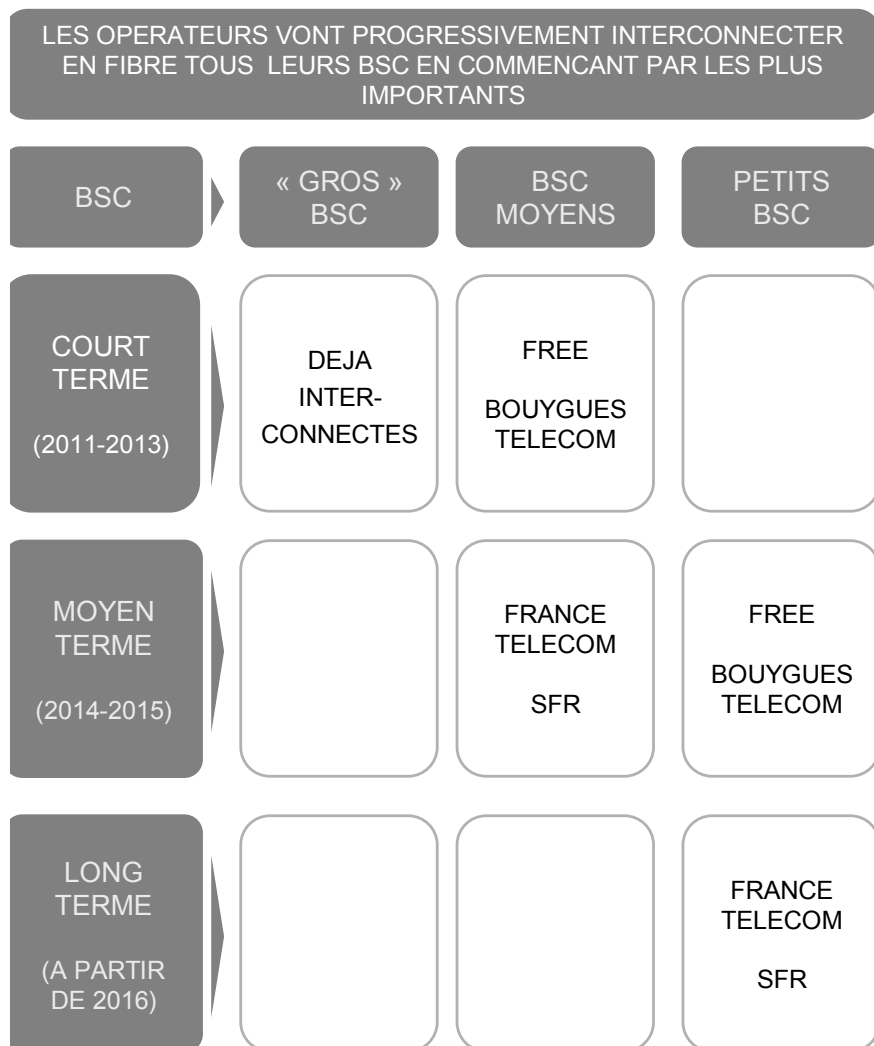 LES OPERATEURS VONT PROGRESSIVEMENT INTERCONNECTER
EN FIBRE TOUS LEURS BSC EN COMMENCANT PAR LES PLUS
IMPORTANTS
BSC
« GROS »
BSC
BSC
MOYENS
PETITS
BSC
COURT
TERME
(2011-2013)
DEJA
INTER-
CONNECTES
FREE
BOUYGUES
TELECOM
MOYEN
TERME
(2014-2015)
FRANCE
TELECOM
SFR
FREE
BOUYGUES
TELECOM
LONG
TERME
(A PARTIR
DE 2016)
FRANCE
TELECOM
SFR